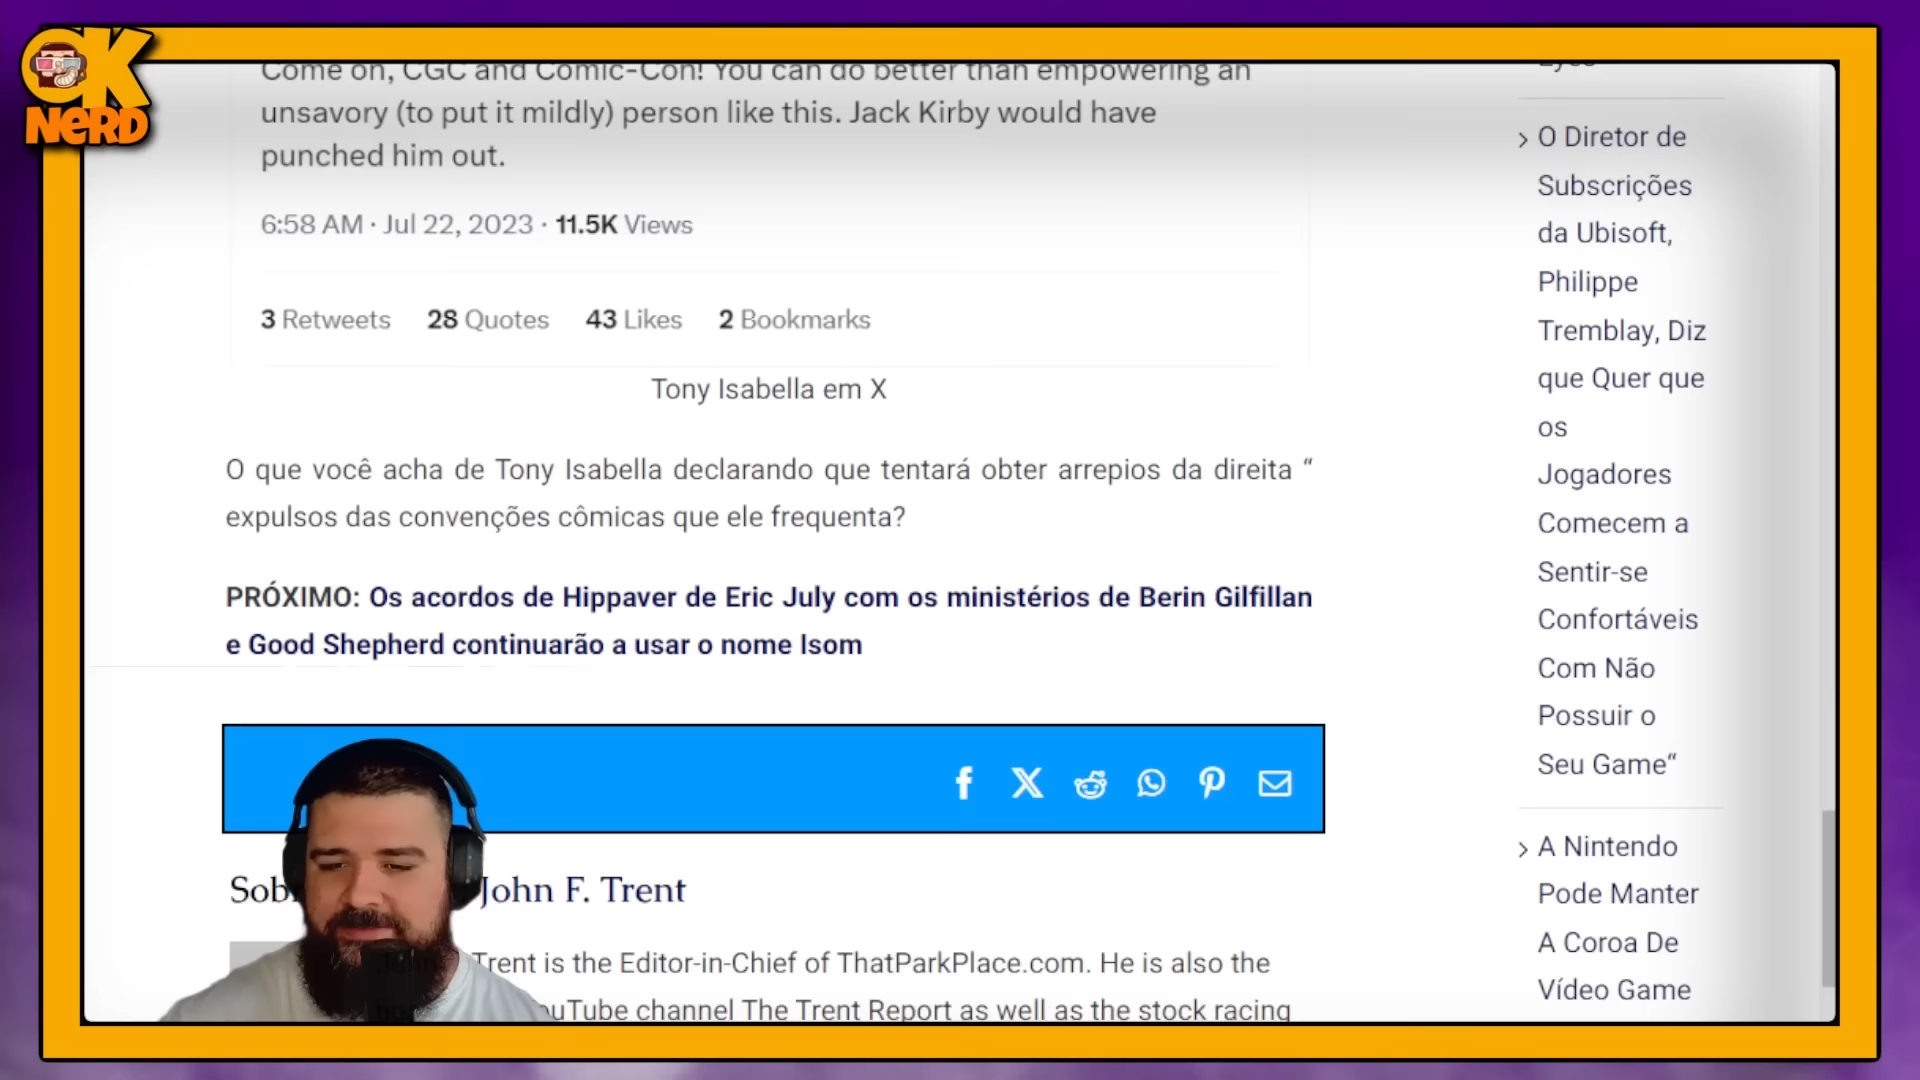 OK
NERD
Come on, CGC and Comic-Con! You can do better than empowering an
unsavory (to put it mildly) person like this. Jack Kirby would have
punched him out.
6:58 AM · Jul 22, 2023 · 11.5K Views
3 Retweets 28 Quotes 43 Likes 2 Bookmarks
Tony Isabella em X
O que você acha de Tony Isabella declarando que tentará obter arrepios da direita “
expulsos das convenções cômicas que ele frequenta?
PRÓXIMO: Os acordos de Hippaver de Eric July com os ministérios de Berin Gilfillan
e Good Shepherd continuarão a usar o nome Isom
John F. Trent
Trent is the Editor-in-Chief of ThatParkPlace.com. He is also the
channel The Trent Report as well as the stock racing
O Diretor de
Subscrições
da Ubisoft,
Philippe
Tremblay, Diz
que Quer que
os
Jogadores
Comecem a
Sentir-se
Confortáveis
Com Não
Possuir o
Seu Game“
A Nintendo
Pode Manter
A Coroa De
Vídeo Game